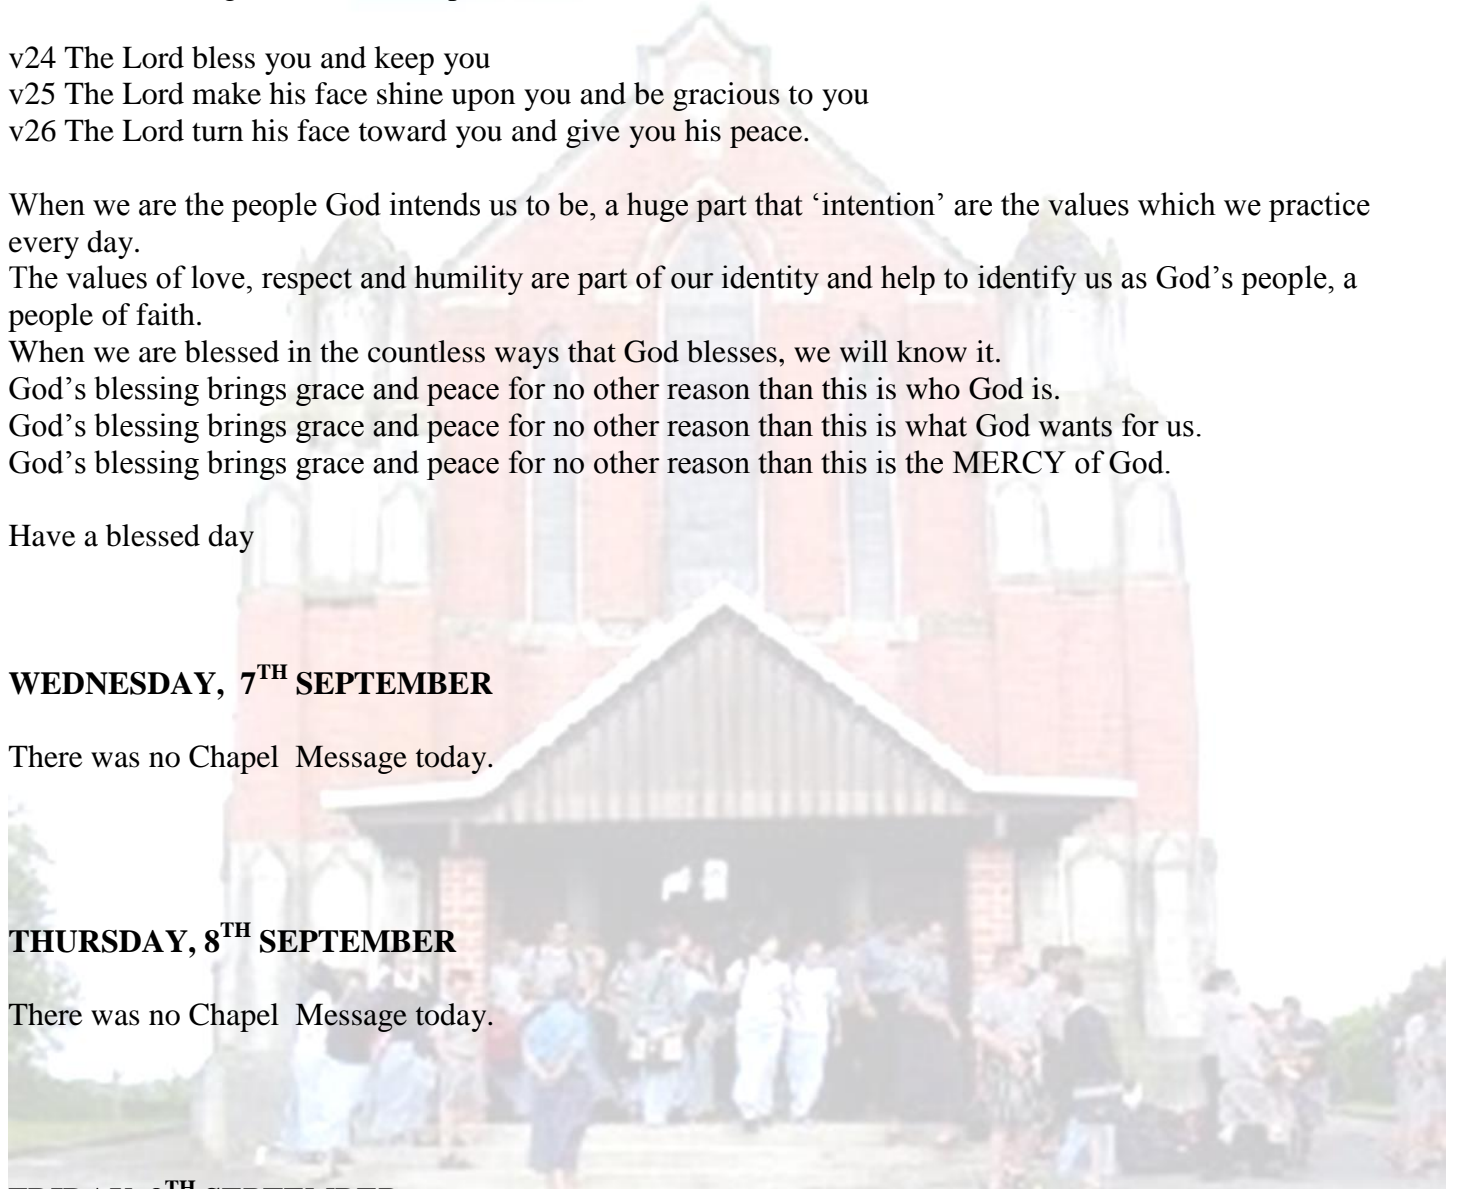 v24 The Lord bless you and keep you
v25 The Lord make his face shine upon you and be gracious to you
v26 The Lord turn his face toward you and give you his peace.
When we are the people God intends us to be, a huge part that ‘intention’ are the values which we practice
every day.
The values of love, respect and humility are part of our identity and help to identify us as God’s people, a
people of faith.
When we are blessed in the countless ways that God blesses, we will know it.
God’s blessing brings grace and peace for no other reason than this is who God is.
God’s blessing brings grace and peace for no other reason than this is what God wants for us.
God’s blessing brings grace and peace for no other reason than this is the MERCY of God.
Have a blessed day
WEDNESDAY, 7TH SEPTEMBER
There was no Chapel Message today.
THURSDAY, 8TH SEPTEMBER
There was no Chapel Message today.